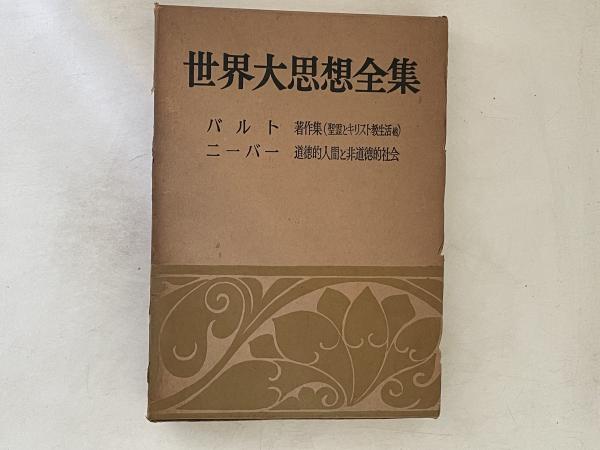 世界大思想全集
バルト 著作集(聖霊とキリスト教生活他)
ニーバー 道徳的人間と非道徳的社会